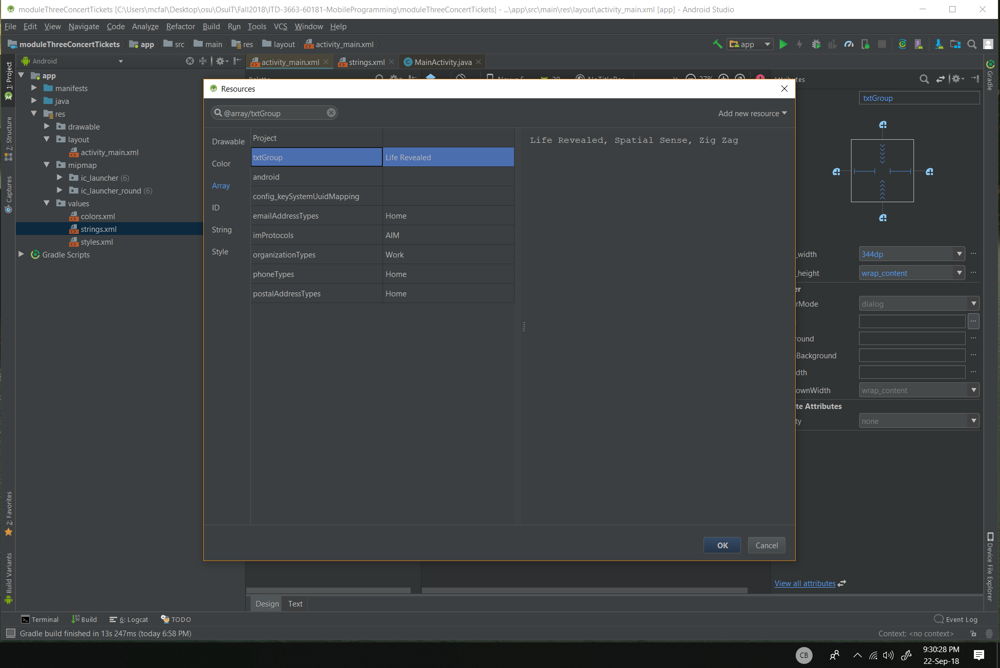 moduleThreeConcertTickets [C:\Users\mcfal\Desktop\osu\OsuIT\Fall2018\ITD-3663-60181-MobileProgramming\moduleThreeConcertTickets] - ...\app\src\main\res\layout\activity_main.xml [app] - Android Studio
File Edit View Navigate Code Analyze Refactor Build Run Tools VCS Window Help
moduleThreeConcertTickets app src main res layout activity_main.xml
app
Android
activity_main.xml strings.xml MainActivity.java
1: Project
7: Structure
Captures
2: Favorites
Build Variants
app
manifests
java
res
drawable
layout
activity_main.xml
mipmap
ic_launcher (6)
ic_launcher_round (6)
values
colors.xml
strings.xml
styles.xml
Gradle Scripts
Resources
@array/txtGroup
Add new resource
Drawable
Color
Array
ID
String
Style
Project
txtGroup Life Revealed
android
config_keySystemUuidMapping
emailAddressTypes Home
imProtocols AIM
organizationTypes Work
phoneTypes Home
postalAddressTypes Home
Life Revealed, Spatial Sense, Zig Zag
OK Cancel
txtGroup
_width 344dp
_height wrap_content
er
rMode dialog
ound
Background
dth
ownWidth wrap_content
te Attributes
ty none
View all attributes
Gradle
Device File Explorer
Design Text
Terminal Build 6: Logcat TODO
Event Log
Gradle build finished in 13s 247ms (today 6:58 PM)
Context: <no context>
CB
9:30:28 PM
22-Sep-18